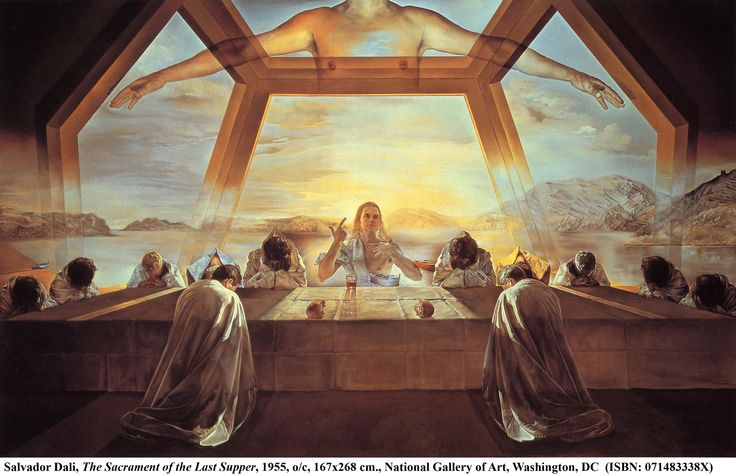 Salvador Dali, The Sacrament of the Last Supper, 1955, o/c, 167x268 cm., National Gallery of Art, Washington, DC  (ISBN: 071483338X)